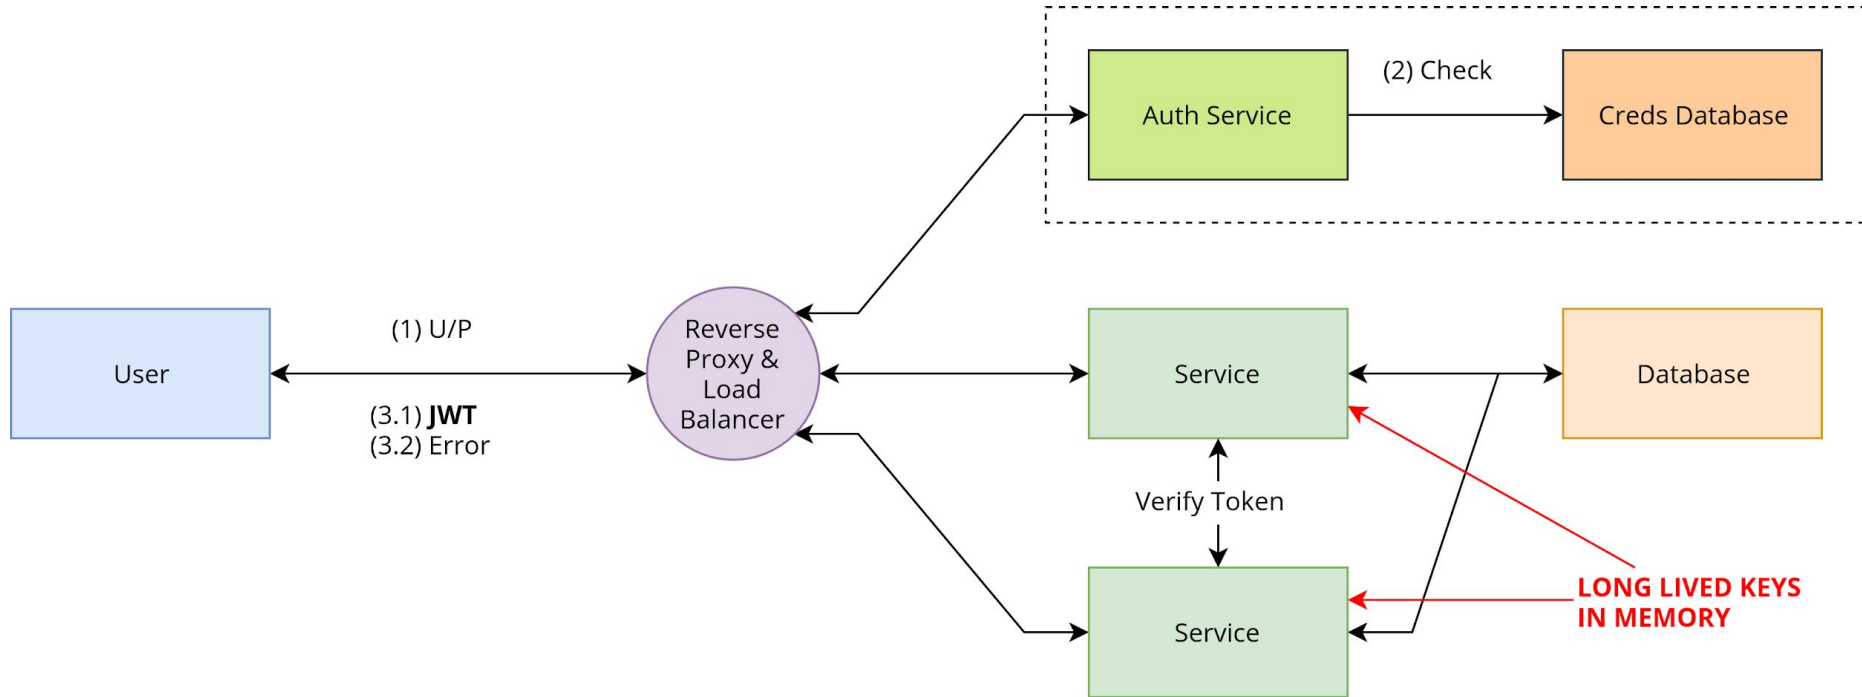 (2) Check
Auth Service
Creds Database
(1) U/P
User
(3.1) JWT
(3.2) Error
Reverse
Proxy &
Load
Balancer
Service
Database
Verify Token
LONG LIVED KEYS
IN MEMORY
Service